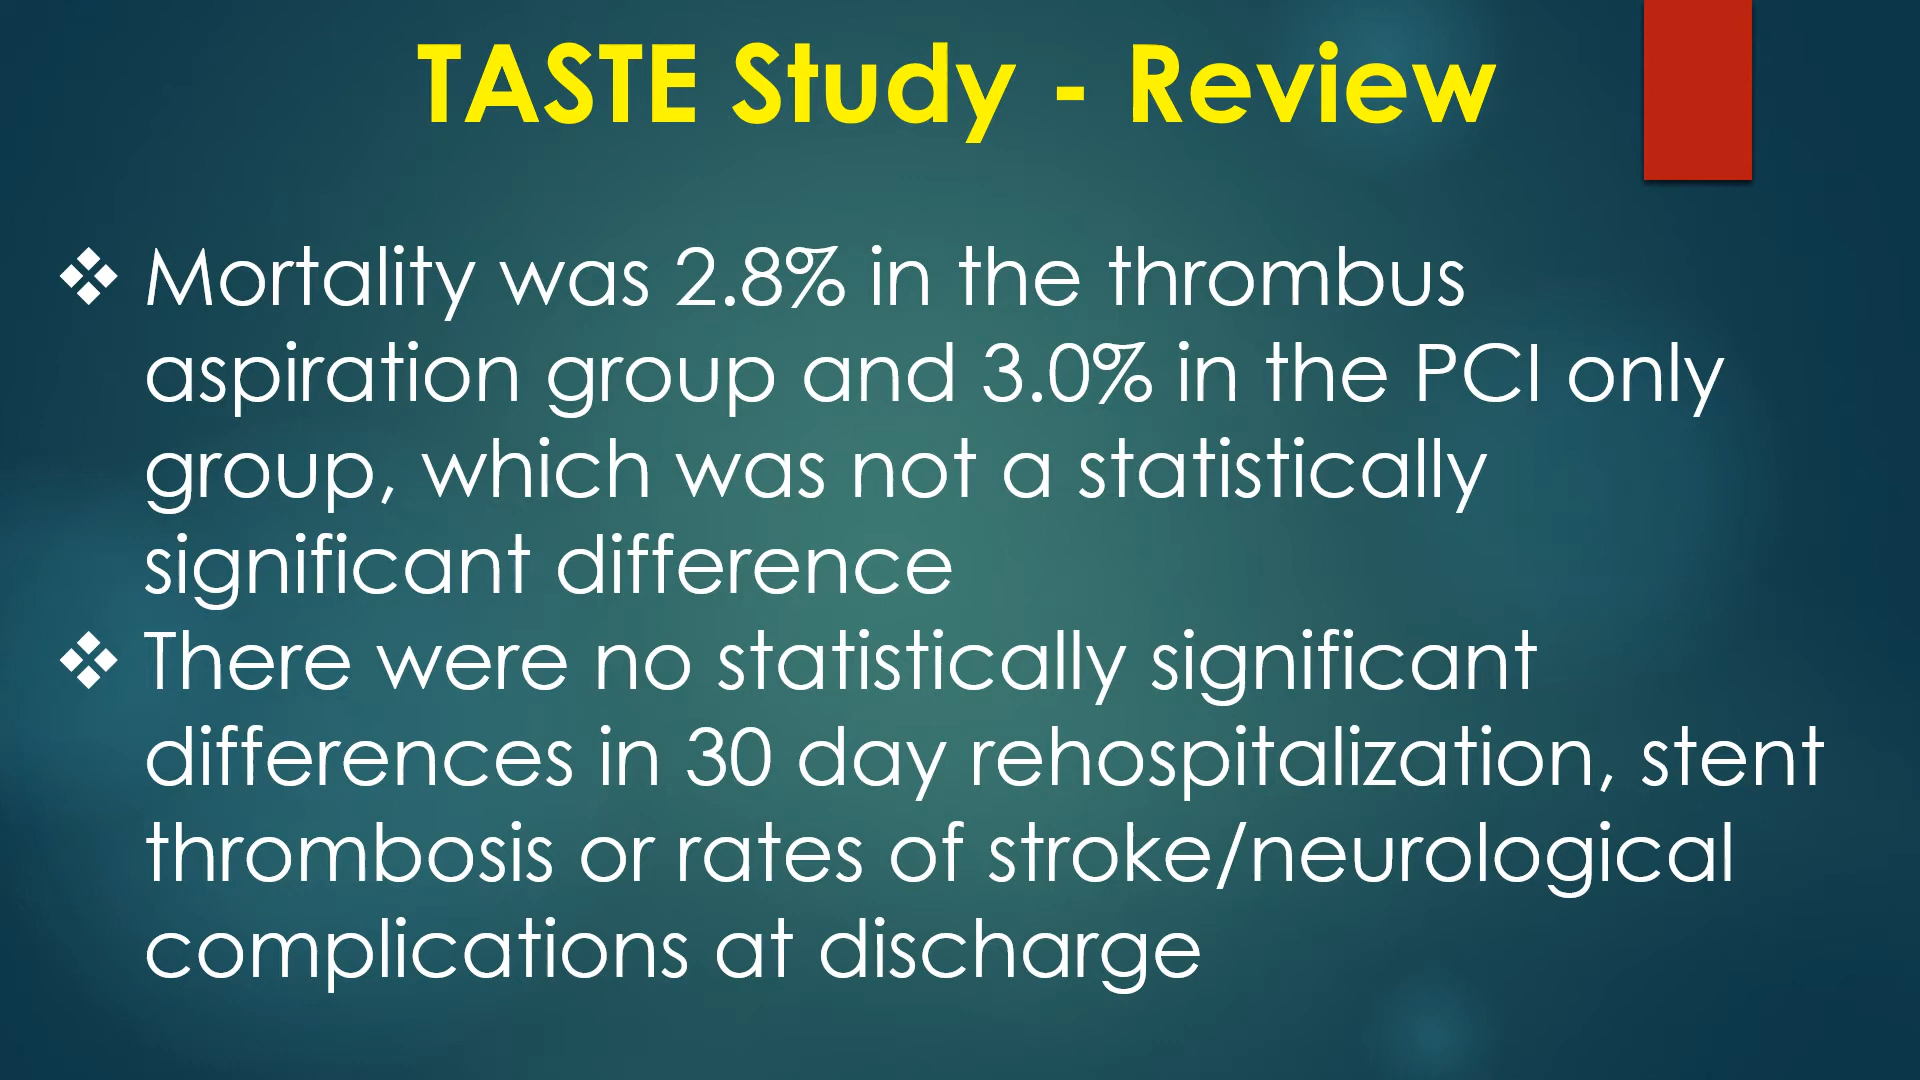 TASTE Study - Review
❖ Mortality was 2.8% in the thrombus
aspiration group and 3.0% in the PCI only
group, which was not a statistically
significant difference
❖ There were no statistically significant
differences in 30 day rehospitalization, stent
thrombosis or rates of stroke/neurological
complications at discharge